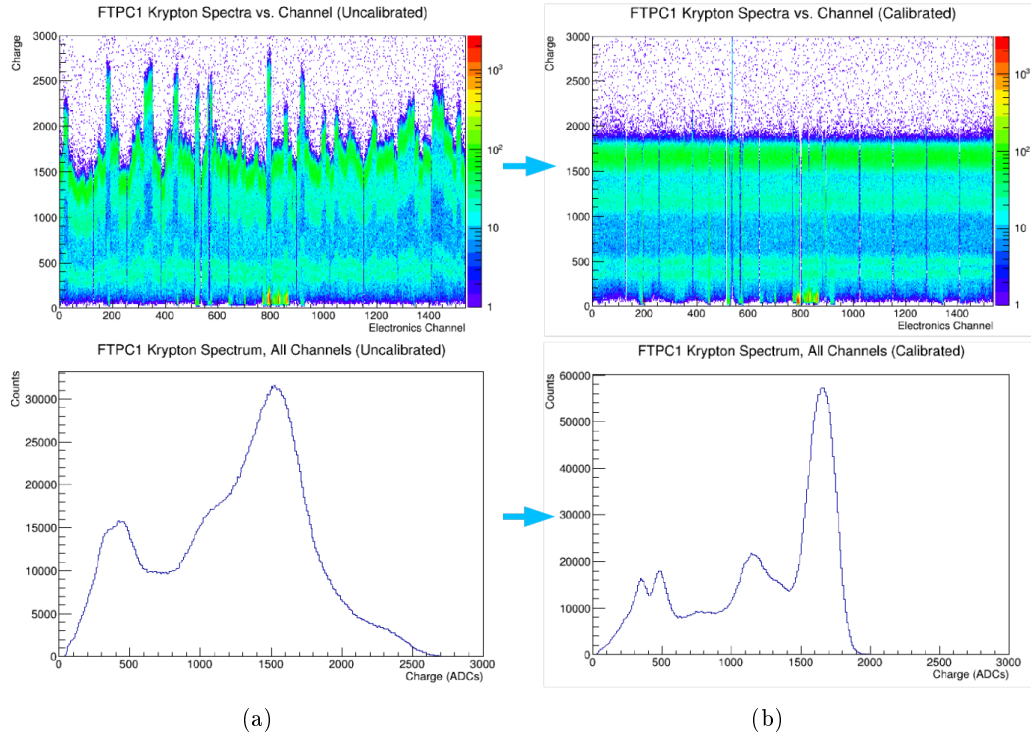 FTPC1 Krypton Spectra vs. Channel (Uncalibrated)
Charge
3000
2500
2000
1500
1000
500
0
0 200 400 600 800 1000 1200 1400
Electronics Channel
10³
10²
10
1
FTPC1 Krypton Spectra vs. Channel (Calibrated)
Charge
3000
2500
2000
1500
1000
500
0
0 200 400 600 800 1000 1200 1400
Electronics Channel
10³
10²
10
1
FTPC1 Krypton Spectrum, All Channels (Uncalibrated)
Counts
30000
25000
20000
15000
10000
5000
0
0 500 1000 1500 2000 2500 3000
Charge (ADCs)
FTPC1 Krypton Spectrum, All Channels (Calibrated)
Counts
60000
50000
40000
30000
20000
10000
0
0 500 1000 1500 2000 2500 3000
Charge (ADCs)
(a)
(b)